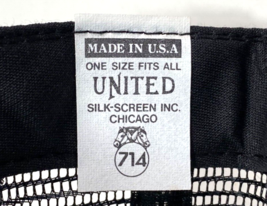 MADE IN U.S.A
ONE SIZE FITS ALL
UNITED
SILK-SCREEN INC.
CHICAGO
714